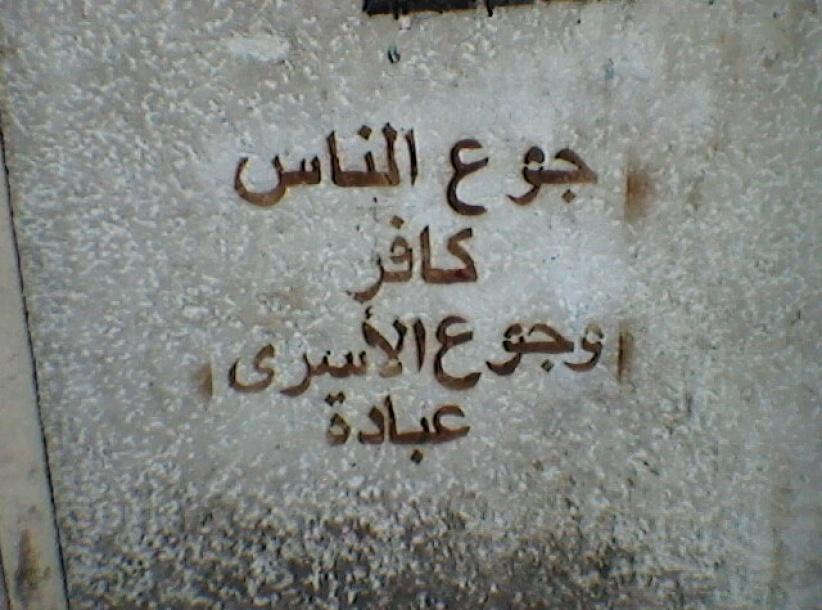 جوع الناس
كافر
وجوع الأسرى
عبادة